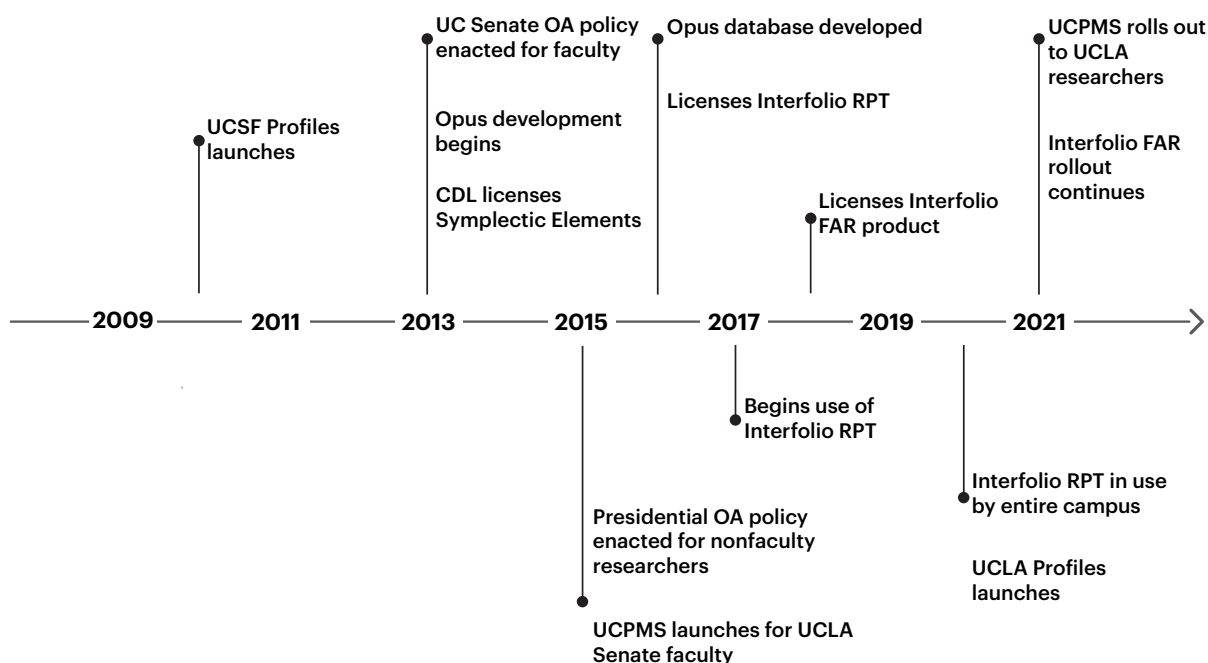 UC Senate OA policy
enacted for faculty
Opus development
begins
CDL licenses
Symplectic Elements
Opus database developed
Licenses Interfolio RPT
UCPMS rolls out
to UCLA
researchers
Interfolio FAR
rollout
continues
UCSF Profiles
launches
Licenses Interfolio
FAR product
2009
2011
2013
2015
2017
2019
2021
Begins use of
Interfolio RPT
Presidential OA policy
enacted for nonfaculty
researchers
UCPMS launches for UCLA
Senate faculty
Interfolio RPT in use
by entire campus
UCLA Profiles
launches